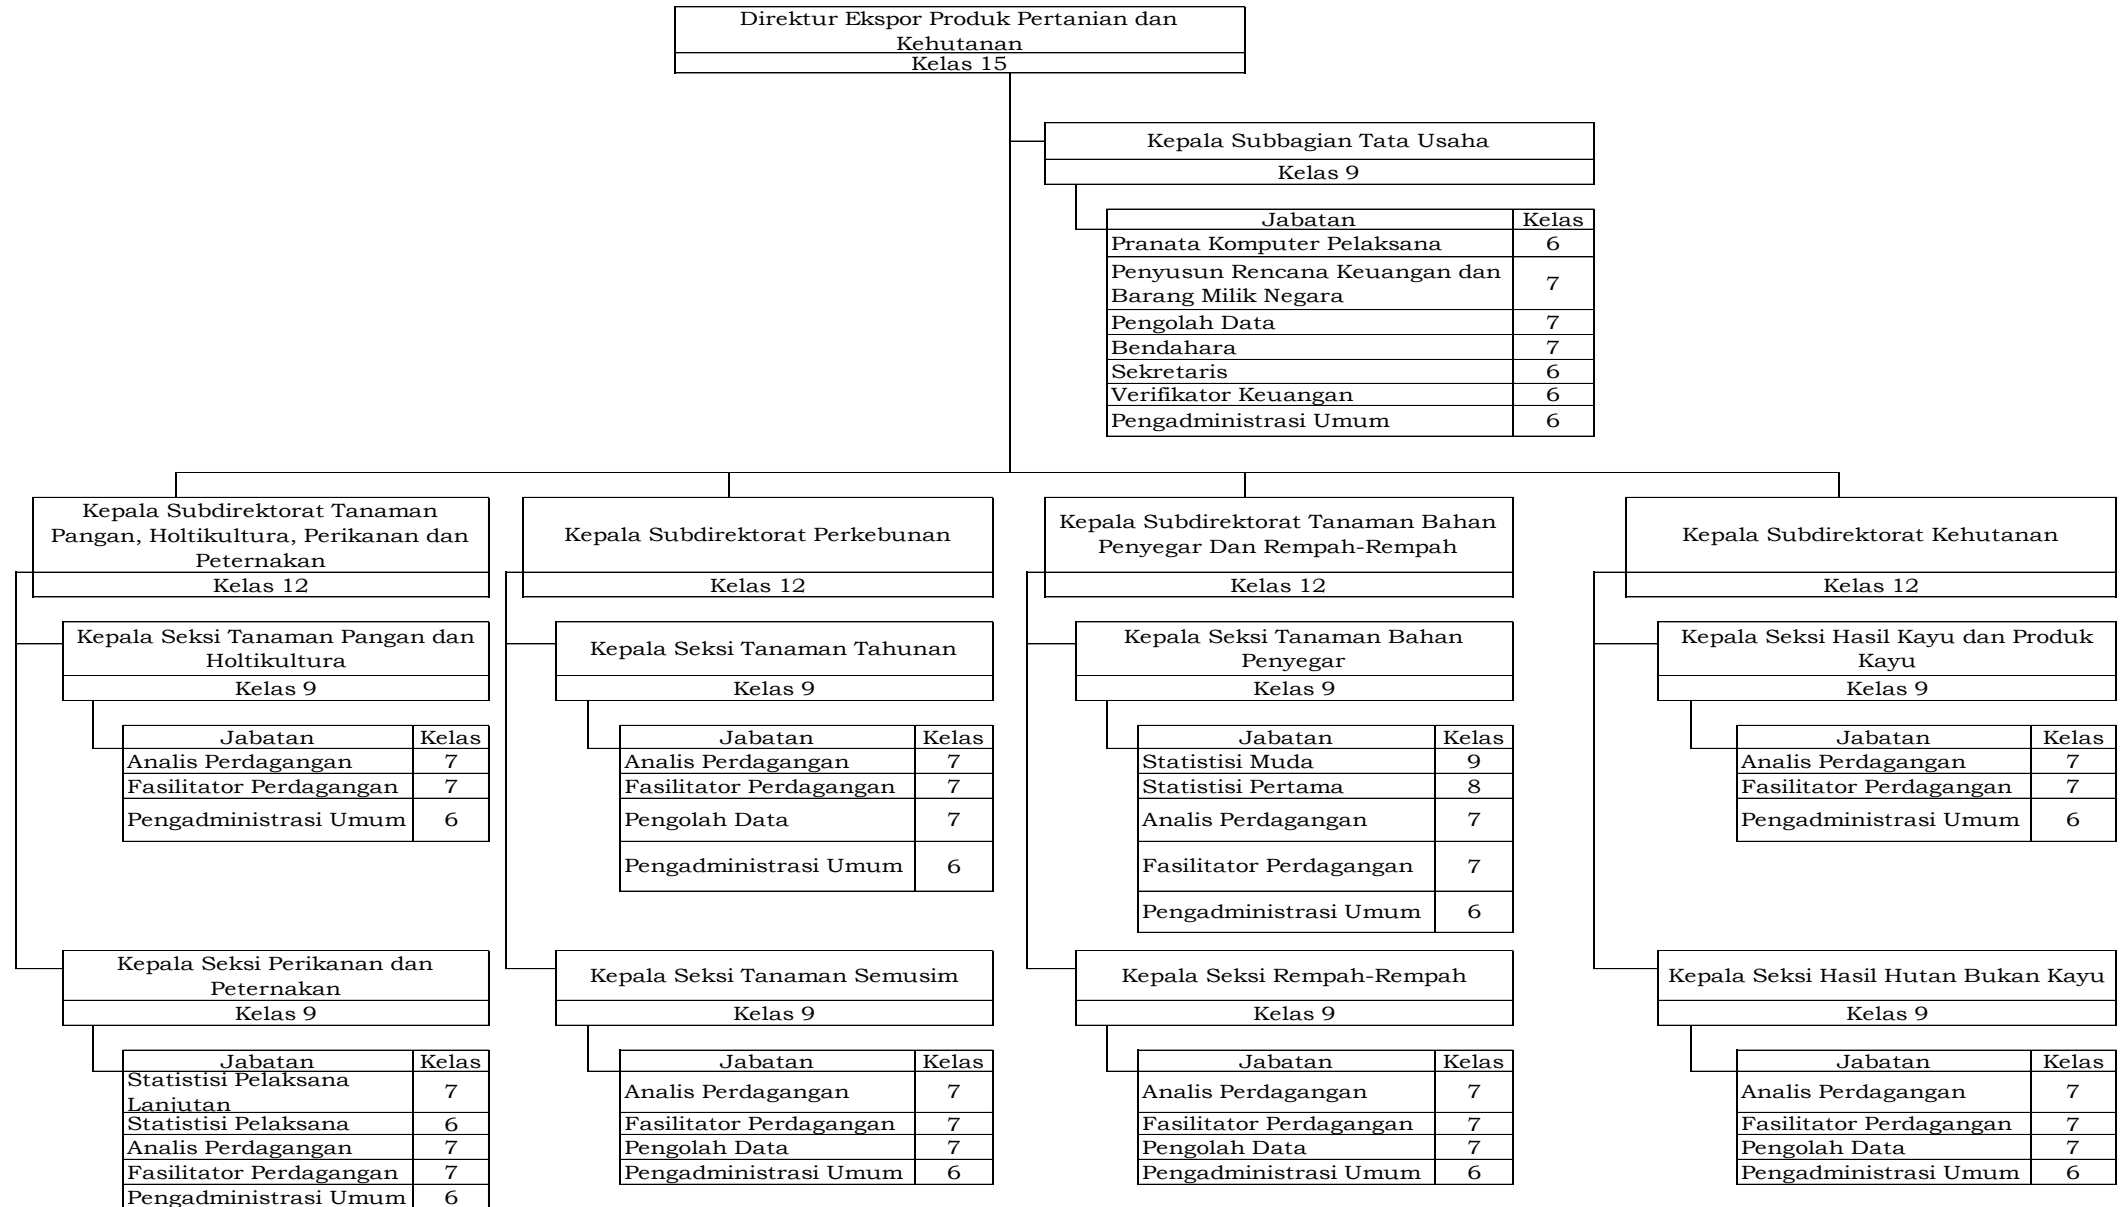 Direktur Ekspor Produk Pertanian dan
Kehutanan
Kelas 15
Kepala Subbagian Tata Usaha
Kelas 9
Jabatan Kelas
Pranata Komputer Pelaksana 6
Penyusun Rencana Keuangan dan
Barang Milik Negara 7
Pengolah Data 7
Bendahara 7
Sekretaris 6
Verifikator Keuangan 6
Pengadministrasi Umum 6
Kepala Subdirektorat Tanaman
Pangan, Holtikultura, Perikanan dan
Peternakan
Kelas 12
Kepala Seksi Tanaman Pangan dan
Holtikultura
Kelas 9
Jabatan Kelas
Analis Perdagangan 7
Fasilitator Perdagangan 7
Pengadministrasi Umum 6
Kepala Seksi Perikanan dan
Peternakan
Kelas 9
Jabatan Kelas
Statistisi Pelaksana
Lanjutan 7
Statistisi Pelaksana 6
Analis Perdagangan 7
Fasilitator Perdagangan 7
Pengadministrasi Umum 6
Kepala Subdirektorat Perkebunan
Kelas 12
Kepala Seksi Tanaman Tahunan
Kelas 9
Jabatan Kelas
Analis Perdagangan 7
Fasilitator Perdagangan 7
Pengolah Data 7
Pengadministrasi Umum 6
Kepala Seksi Tanaman Semusim
Kelas 9
Jabatan Kelas
Analis Perdagangan 7
Fasilitator Perdagangan 7
Pengolah Data 7
Pengadministrasi Umum 6
Kepala Subdirektorat Tanaman Bahan
Penyegar Dan Rempah-Rempah
Kelas 12
Kepala Seksi Tanaman Bahan
Penyegar
Kelas 9
Jabatan Kelas
Statistisi Muda 9
Statistisi Pertama 8
Analis Perdagangan 7
Fasilitator Perdagangan 7
Pengadministrasi Umum 6
Kepala Seksi Rempah-Rempah
Kelas 9
Jabatan Kelas
Analis Perdagangan 7
Fasilitator Perdagangan 7
Pengolah Data 7
Pengadministrasi Umum 6
Kepala Subdirektorat Kehutanan
Kelas 12
Kepala Seksi Hasil Kayu dan Produk
Kayu
Kelas 9
Jabatan Kelas
Analis Perdagangan 7
Fasilitator Perdagangan 7
Pengadministrasi Umum 6
Kepala Seksi Hasil Hutan Bukan Kayu
Kelas 9
Jabatan Kelas
Analis Perdagangan 7
Fasilitator Perdagangan 7
Pengolah Data 7
Pengadministrasi Umum 6